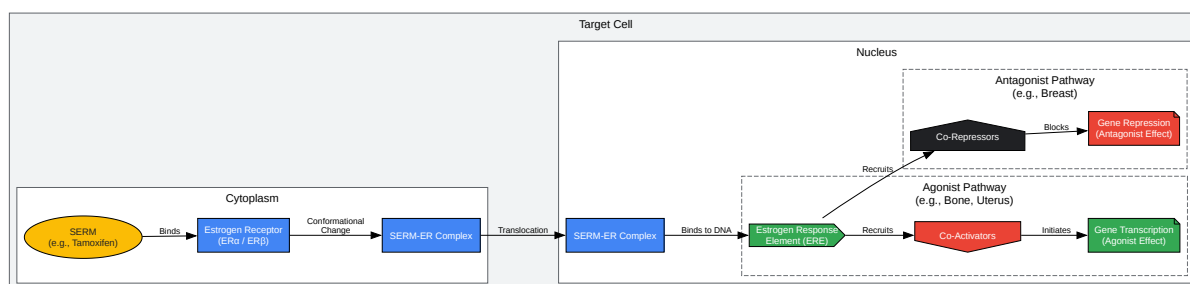 Target Cell
Nucleus
Antagonist Pathway
(e.g., Breast)
Co-Repressors
Blocks
Gene Repression
(Antagonist Effect)
Recruits
Cytoplasm
SERM
(e.g., Tamoxifen)
Binds
Estrogen Receptor
(ERα / ERβ)
Conformational
Change
SERM-ER Complex
Translocation
SERM-ER Complex
Binds to DNA
Agonist Pathway
(e.g., Bone, Uterus)
Estrogen Response
Element (ERE)
Recruits
Co-Activators
Initiates
Gene Transcription
(Agonist Effect)